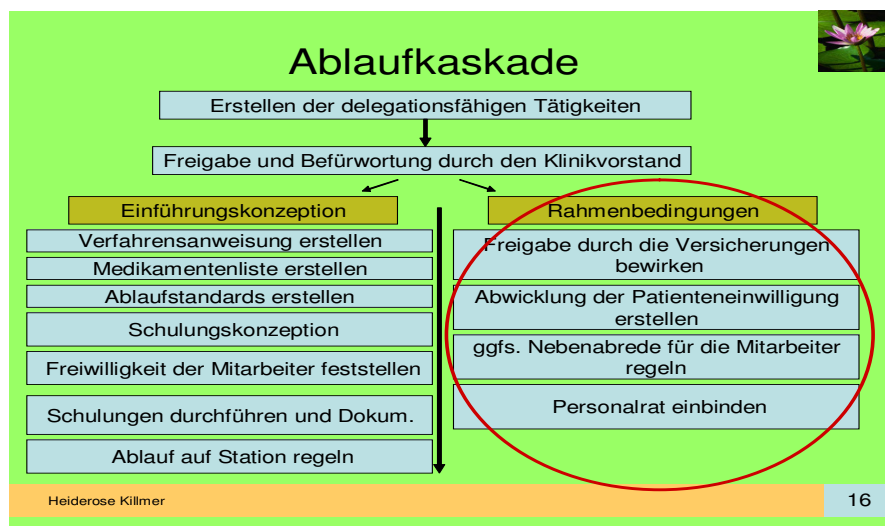 Ablaufkaskade
Erstellen der delegationsfähigen Tätigkeiten
Freigabe und Befürwortung durch den Klinikvorstand
Einführungskonzeption
Verfahrensanweisung erstellen
Medikamentenliste erstellen
Ablaufstandards erstellen
Schulungskonzeption
Freiwilligkeit der Mitarbeiter feststellen
Schulungen durchführen und Dokum.
Ablauf auf Station regeln
Rahmenbedingungen
Freigabe durch die Versicherungen
bewirken
Abwicklung der Patienteneinwilligung
erstellen
ggfs. Nebenabrede für die Mitarbeiter
regeln
Personalrat einbinden
Heiderose Killmer
16